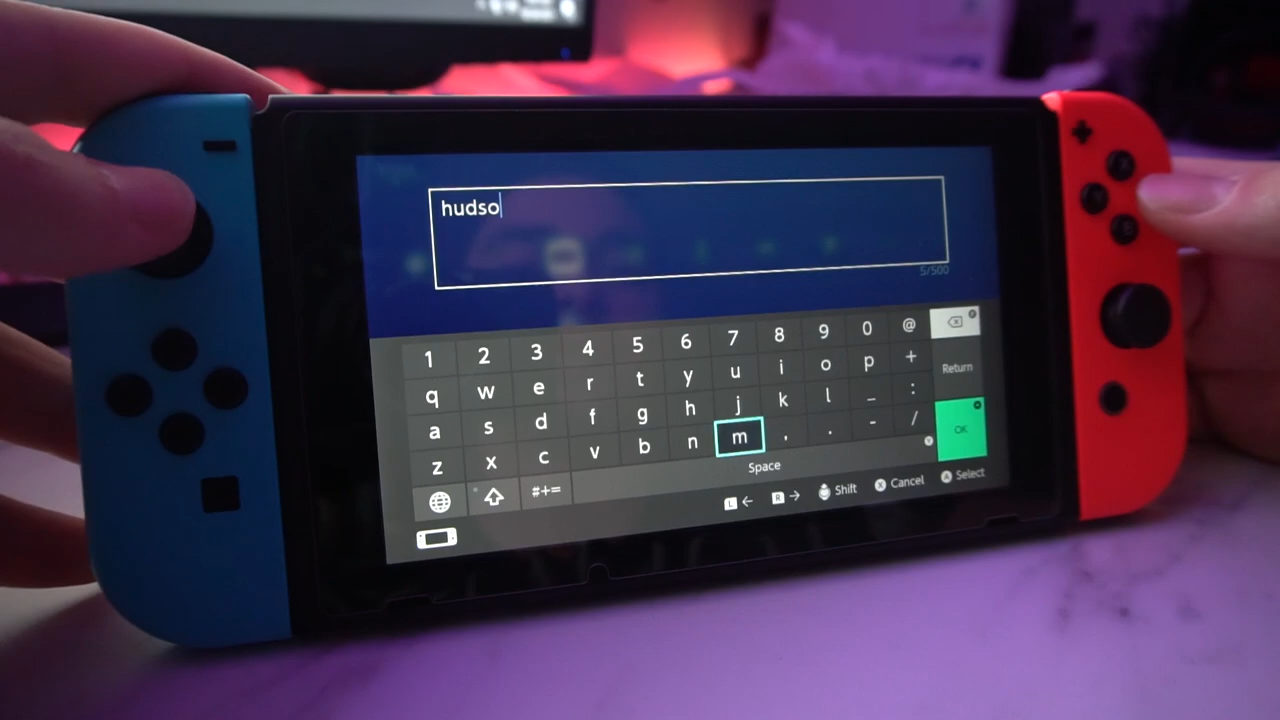 hudso
5/500
1 2 3 4 5 6 7 8 9 0 @
q w e r t y u i o p + Return
a s d f g h j k l _ :
z x c v b n m , . - / OK
#+= Space
L ← R → Shift X Cancel A Select